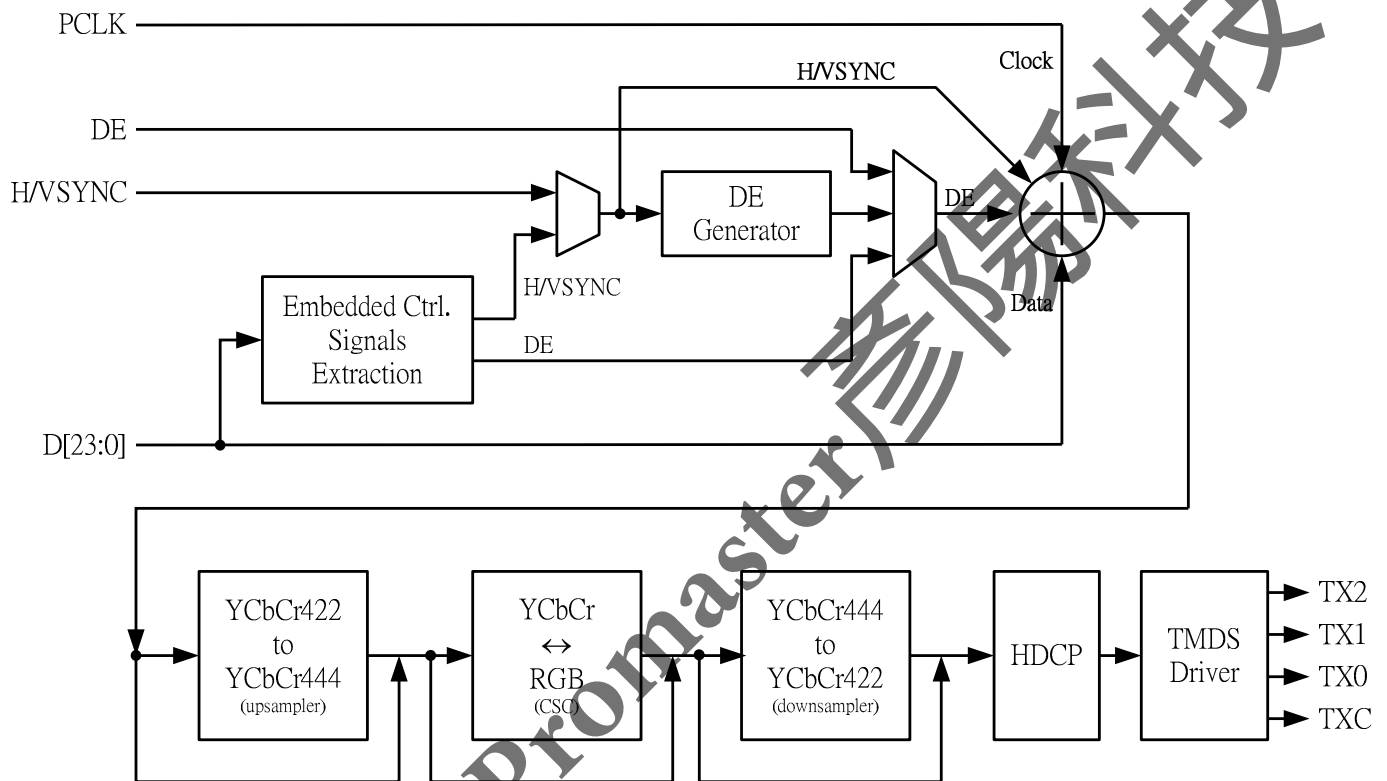 PCLK
Clock
H/VSYNC
DE
H/VSYNC
DE
Generator
DE
H/VSYNC
Embedded Ctrl.
Signals
Extraction
DE
Data
D[23:0]
YCbCr422
to
YCbCr444
(upsampler)
YCbCr
↔
RGB
(CSC)
YCbCr444
to
YCbCr422
(downsampler)
HDCP
TMDS
Driver
TX2
TX1
TX0
TXC
Promaster彥陽科技